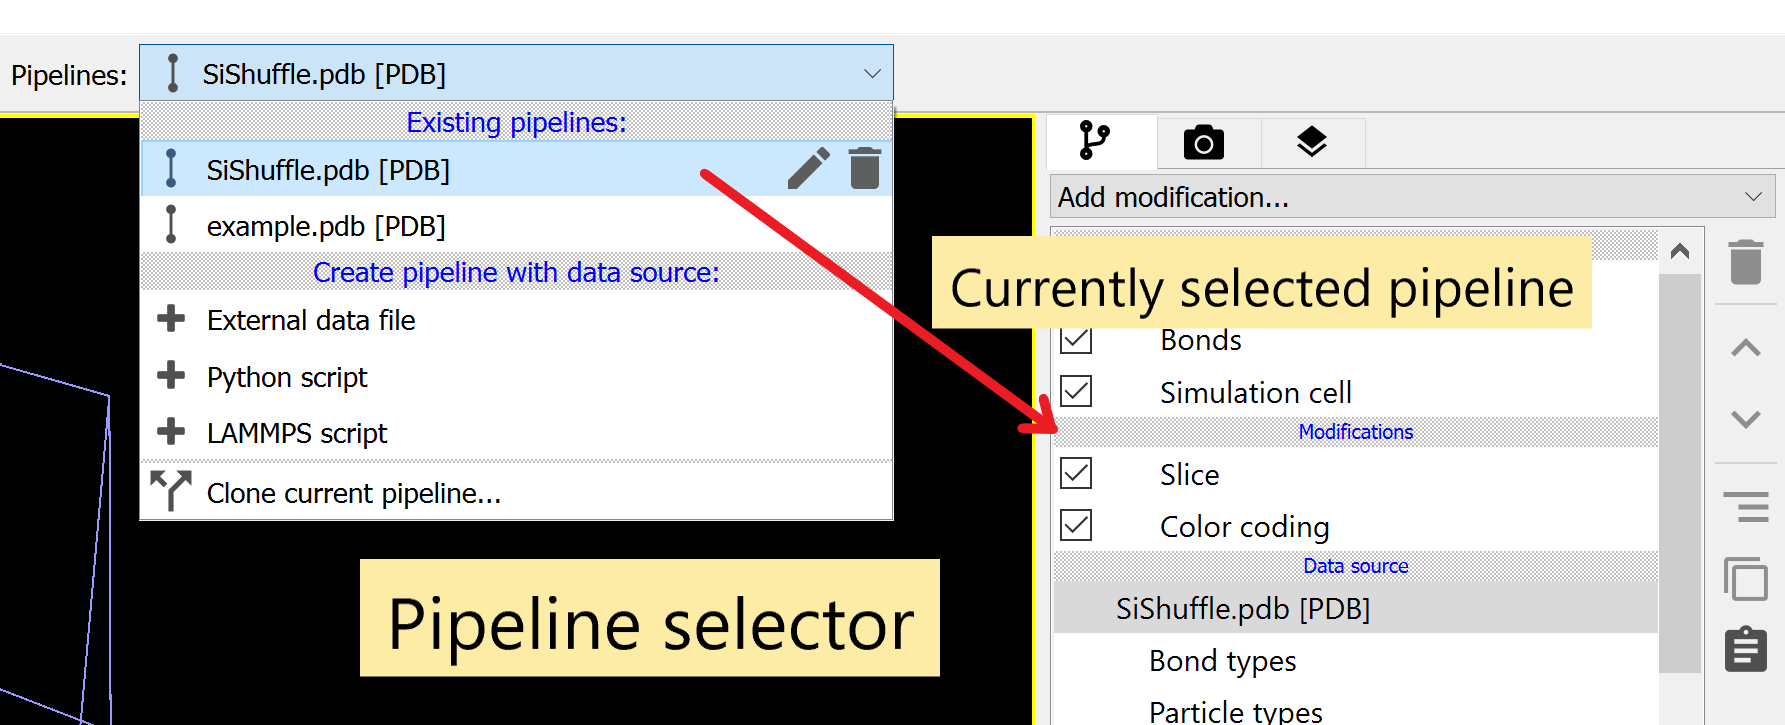 Pipelines:
SiShuffle.pdb [PDB]
Existing pipelines:
SiShuffle.pdb [PDB]
example.pdb [PDB]
Create pipeline with data source:
External data file
Python script
LAMMPS script
Clone current pipeline...
Pipeline selector
Add modification...
Currently selected pipeline
Bonds
Simulation cell
Modifications
Slice
Color coding
Data source
SiShuffle.pdb [PDB]
Bond types
Particle types